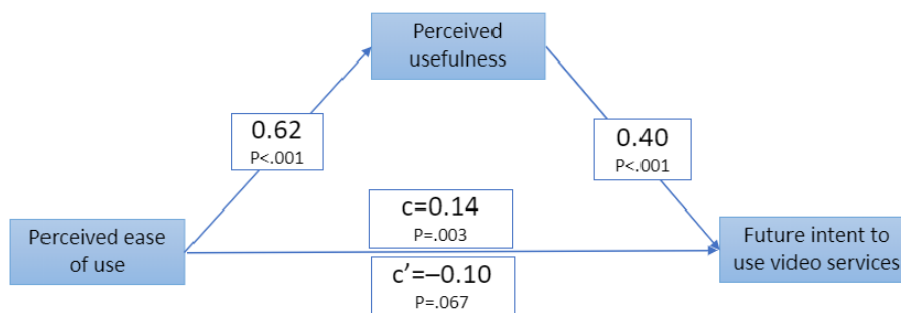 Perceived
usefulness
0.62
P<.001
0.40
P<.001
c=0.14
P=.003
Perceived ease
of use
Future intent to
use video services
c’=–0.10
P=.067